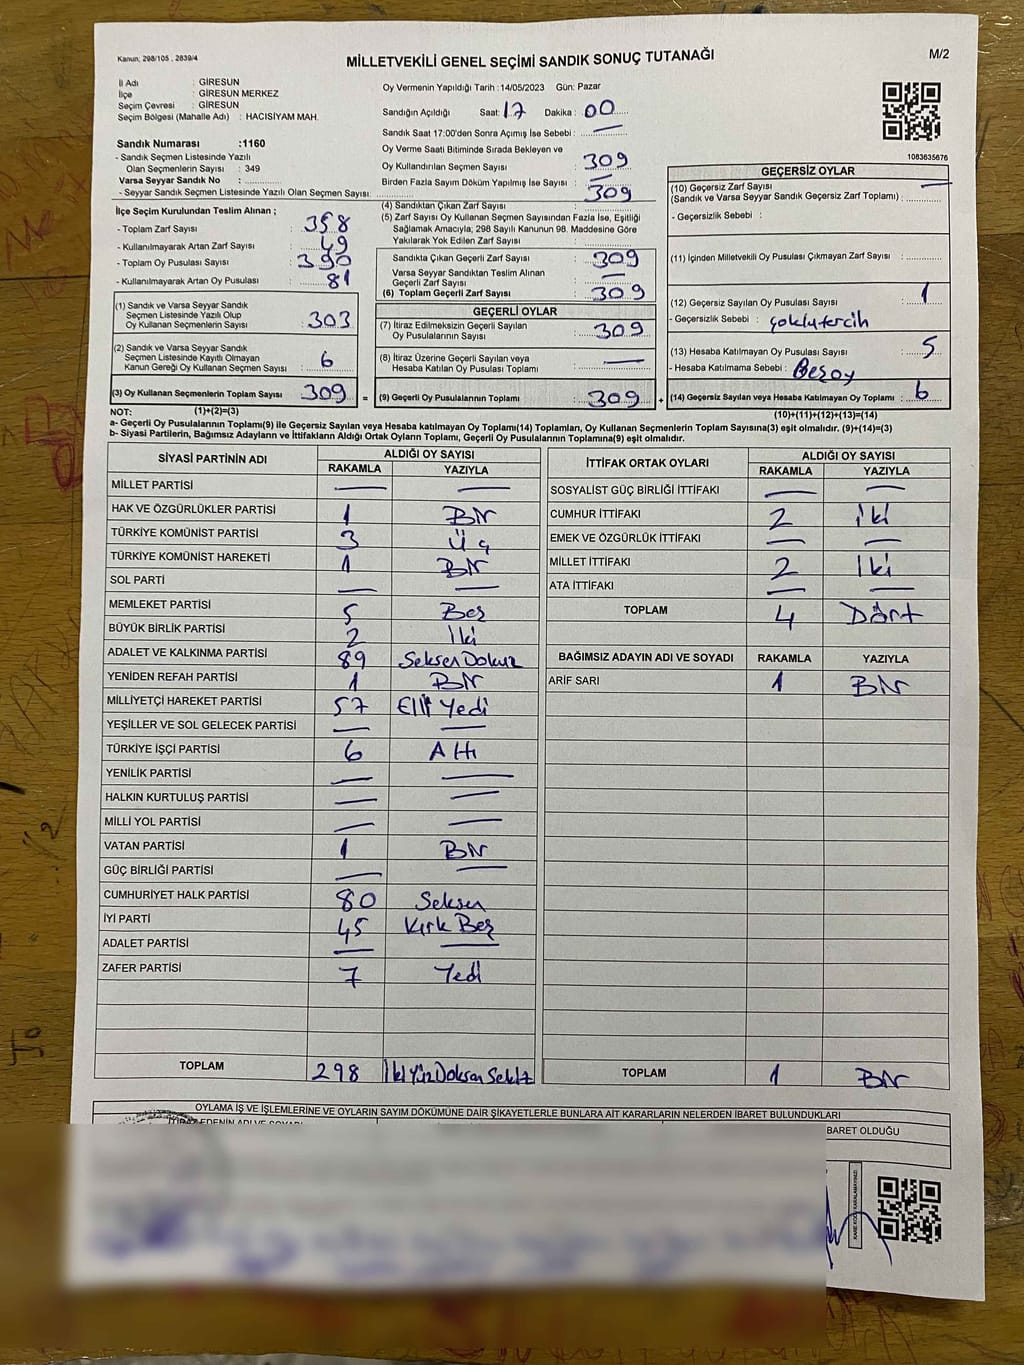 Kanun; 298/105 , 2839/4
MİLLETVEKİLİ GENEL SEÇİMİ SANDIK SONUÇ TUTANAĞI
M/2
İl Adı : GİRESUN
İlçe : GİRESUN MERKEZ
Seçim Çevresi : GİRESUN
Seçim Bölgesi (Mahalle Adı) : HACISİYAM MAH.
Sandık Numarası :1160
- Sandık Seçmen Listesinde Yazılı
Olan Seçmenlerin Sayısı : 349
Varsa Seyyar Sandık No :
- Seyyar Sandık Seçmen Listesinde Yazılı Olan Seçmen Sayısı:
İlçe Seçim Kurulundan Teslim Alınan ;
- Toplam Zarf Sayısı : 358
- Kullanılmayarak Artan Zarf Sayısı : 49
- Toplam Oy Pusulası Sayısı : 390
- Kullanılmayarak Artan Oy Pusulası : 81
(1) Sandık ve Varsa Seyyar Sandık
Seçmen Listesinde Yazılı Olup
Oy Kullanan Seçmenlerin Sayısı : 303
(2) Sandık ve Varsa Seyyar Sandık
Seçmen Listesinde Kayıtlı Olmayan
Kanun Gereği Oy Kullanan Seçmen Sayısı : 6
(3) Oy Kullanan Seçmenlerin Toplam Sayısı : 309 =
Oy Vermenin Yapıldığı Tarih :14/05/2023 Gün: Pazar
Sandığın Açıldığı Saat: 17 Dakika : 00
Sandık Saat 17:00'den Sonra Açımış İse Sebebi : —
Oy Verme Saati Bitiminde Sırada Bekleyen ve
Oy Kullandırılan Seçmen Sayısı : 309
Birden Fazla Sayım Döküm Yapılmış İse Sayısı : —
(4) Sandıktan Çıkan Zarf Sayısı : 309
(5) Zarf Sayısı Oy Kullanan Seçmen Sayısından Fazla İse, Eşitliği
Sağlamak Amacıyla; 298 Sayılı Kanunun 98. Maddesine Göre
Yakılarak Yok Edilen Zarf Sayısı :
Sandıkta Çıkan Geçerli Zarf Sayısı : 309
Varsa Seyyar Sandıktan Teslim Alınan
Geçerli Zarf Sayısı : —
(6) Toplam Geçerli Zarf Sayısı : 309
GEÇERLİ OYLAR
(7) İtiraz Edilmeksizin Geçerli Sayılan
Oy Pusulalarının Sayısı : 309
(8) İtiraz Üzerine Geçerli Sayılan veya
Hesaba Katılan Oy Pusulası Toplamı : —
(9) Geçerli Oy Pusulalarının Toplamı : 309 +
1083635676
GEÇERSİZ OYLAR
(10) Geçersiz Zarf Sayısı —
(Sandık ve Varsa Seyyar Sandık Geçersiz Zarf Toplamı) :
- Geçersizlik Sebebi :
(11) İçinden Milletvekili Oy Pusulası Çıkmayan Zarf Sayısı :
(12) Geçersiz Sayılan Oy Pusulası Sayısı : 1
- Geçersizlik Sebebi : çoklu tercih
(13) Hesaba Katılmayan Oy Pusulası Sayısı : 5
- Hesaba Katılmama Sebebi : Beş oy
(14) Geçersiz Sayılan veya Hesaba Katılmayan Oy Toplamı : 6
NOT: (1)+(2)=(3)
(10)+(11)+(12)+(13)=(14)
a- Geçerli Oy Pusulalarının Toplamı(9) ile Geçersiz Sayılan veya Hesaba katılmayan Oy Toplamı(14) Toplamları, Oy Kullanan Seçmenlerin Toplam Sayısına(3) eşit olmalıdır. (9)+(14)=(3)
b- Siyasi Partilerin, Bağımsız Adayların ve İttifakların Aldığı Ortak Oyların Toplamı, Geçerli Oy Pusulalarının Toplamına(9) eşit olmalıdır.
SİYASİ PARTİNİN ADI ALDIĞI OY SAYISI
RAKAMLA YAZIYLA
MİLLET PARTİSİ — —
HAK VE ÖZGÜRLÜKLER PARTİSİ 1 BİR
TÜRKİYE KOMÜNİST PARTİSİ 3 Üç
TÜRKİYE KOMÜNİST HAREKETİ 1 BİR
SOL PARTİ — —
MEMLEKET PARTİSİ 5 Beş
BÜYÜK BİRLİK PARTİSİ 2 İki
ADALET VE KALKINMA PARTİSİ 89 Seksen Dokuz
YENİDEN REFAH PARTİSİ 1 BİR
MİLLİYETÇİ HAREKET PARTİSİ 57 Elli Yedi
YEŞİLLER VE SOL GELECEK PARTİSİ — —
TÜRKİYE İŞÇİ PARTİSİ 6 Altı
YENİLİK PARTİSİ — —
HALKIN KURTULUŞ PARTİSİ — —
MİLLİ YOL PARTİSİ — —
VATAN PARTİSİ 1 BİR
GÜÇ BİRLİĞİ PARTİSİ — —
CUMHURİYET HALK PARTİSİ 80 Seksen
İYİ PARTİ 45 Kırk Beş
ADALET PARTİSİ — —
ZAFER PARTİSİ 7 Yedi
TOPLAM 298 İki Yüz Doksan Sekiz
İTTİFAK ORTAK OYLARI ALDIĞI OY SAYISI
RAKAMLA YAZIYLA
SOSYALİST GÜÇ BİRLİĞİ İTTİFAKI — —
CUMHUR İTTİFAKI 2 iki
EMEK VE ÖZGÜRLÜK İTTİFAKI — —
MİLLET İTTİFAKI 2 İki
ATA İTTİFAKI — —
TOPLAM 4 Dört
BAĞIMSIZ ADAYIN ADI VE SOYADI RAKAMLA YAZIYLA
ARİF SARI 1 BİR
TOPLAM 1 BİR
OYLAMA İŞ VE İŞLEMLERİNE VE OYLARIN SAYIM DÖKÜMÜNE DAİR ŞİKAYETLERLE BUNLARA AİT KARARLARIN NELERDEN İBARET BULUNDUKLARI
BARET OLDUĞU